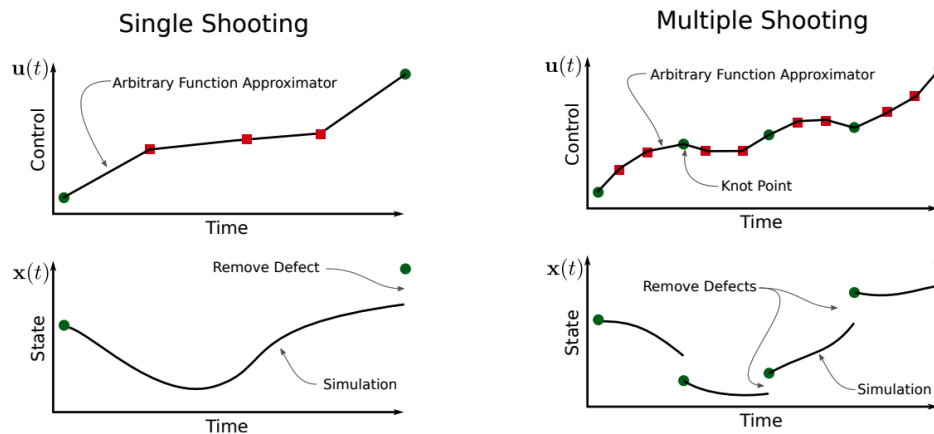 Single Shooting
u(t)
Arbitrary Function Approximator
Control
Time
x(t)
Remove Defect
State
Simulation
Time
Multiple Shooting
u(t)
Arbitrary Function Approximator
Control
Knot Point
Time
x(t)
Remove Defects
State
Simulation
Time